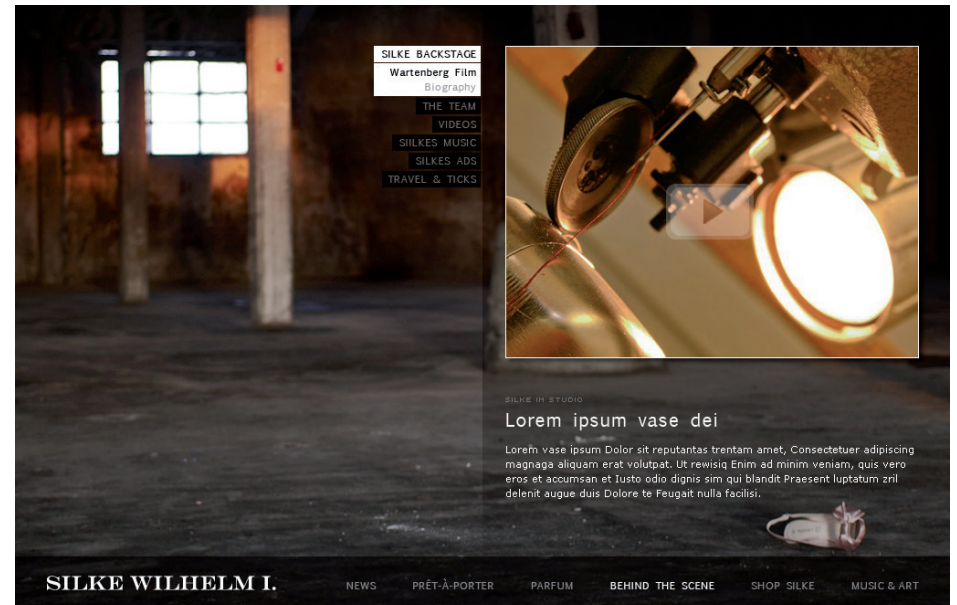 SILKE BACKSTAGE
Wartenberg Film
Biography
THE TEAM
VIDEOS
SIILKES MUSIC
SILKES ADS
TRAVEL & TICKS
SILKE IM STUDIO
Lorem ipsum vase dei
Lorem vase ipsum Dolor sit reputantas trentam amet, Consectetuer adipiscing
magnaga aliquam erat volutpat. Ut rewisiq Enim ad minim veniam, quis vero
eros et accumsan et Iusto odio dignis sim qui blandit Praesent luptatum zril
delenit augue duis Dolore te Feugait nulla facilisi.
SILKE WILHELM I.
NEWS
PRÊT-À-PORTER
PARFUM
BEHIND THE SCENE
SHOP SILKE
MUSIC & ART